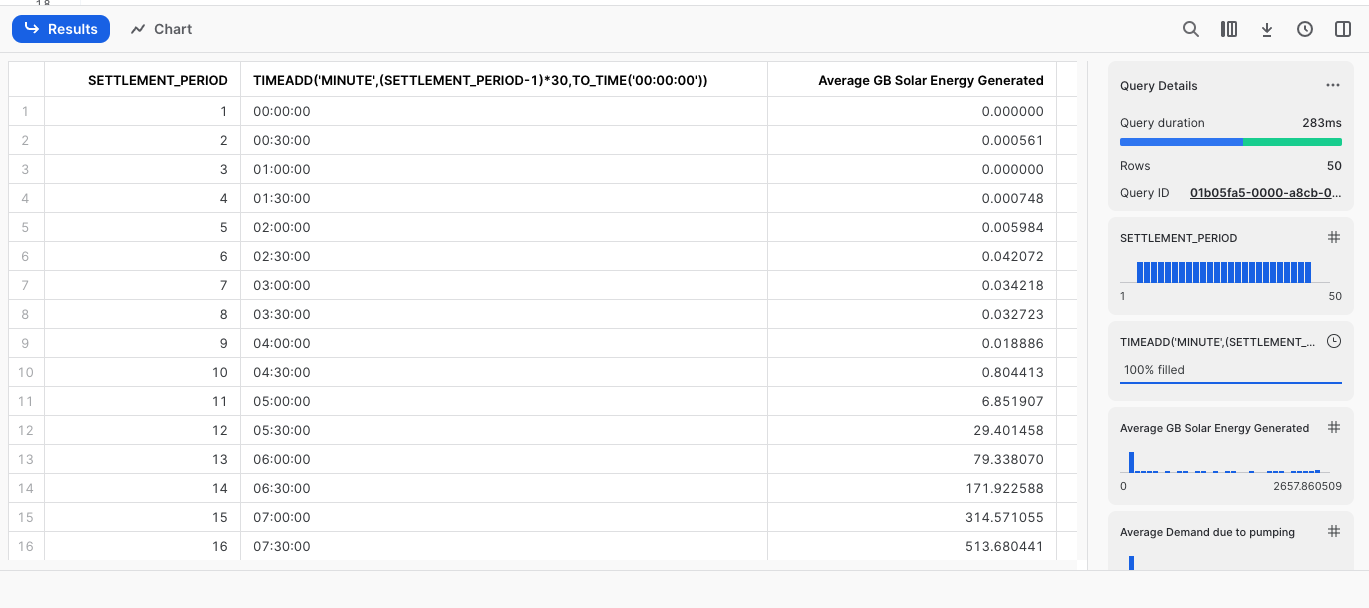 Results Chart
SETTLEMENT_PERIOD TIMEADD('MINUTE',(SETTLEMENT_PERIOD-1)*30,TO_TIME('00:00:00')) Average GB Solar Energy Generated
1 1 00:00:00 0.000000
2 2 00:30:00 0.000561
3 3 01:00:00 0.000000
4 4 01:30:00 0.000748
5 5 02:00:00 0.005984
6 6 02:30:00 0.042072
7 7 03:00:00 0.034218
8 8 03:30:00 0.032723
9 9 04:00:00 0.018886
10 10 04:30:00 0.804413
11 11 05:00:00 6.851907
12 12 05:30:00 29.401458
13 13 06:00:00 79.338070
14 14 06:30:00 171.922588
15 15 07:00:00 314.571055
16 16 07:30:00 513.680441
Query Details
Query duration 283ms
Rows 50
Query ID 01b05fa5-0000-a8cb-0...
SETTLEMENT_PERIOD
1 50
TIMEADD('MINUTE',(SETTLEMENT_...
100% filled
Average GB Solar Energy Generated
0 2657.860509
Average Demand due to pumping